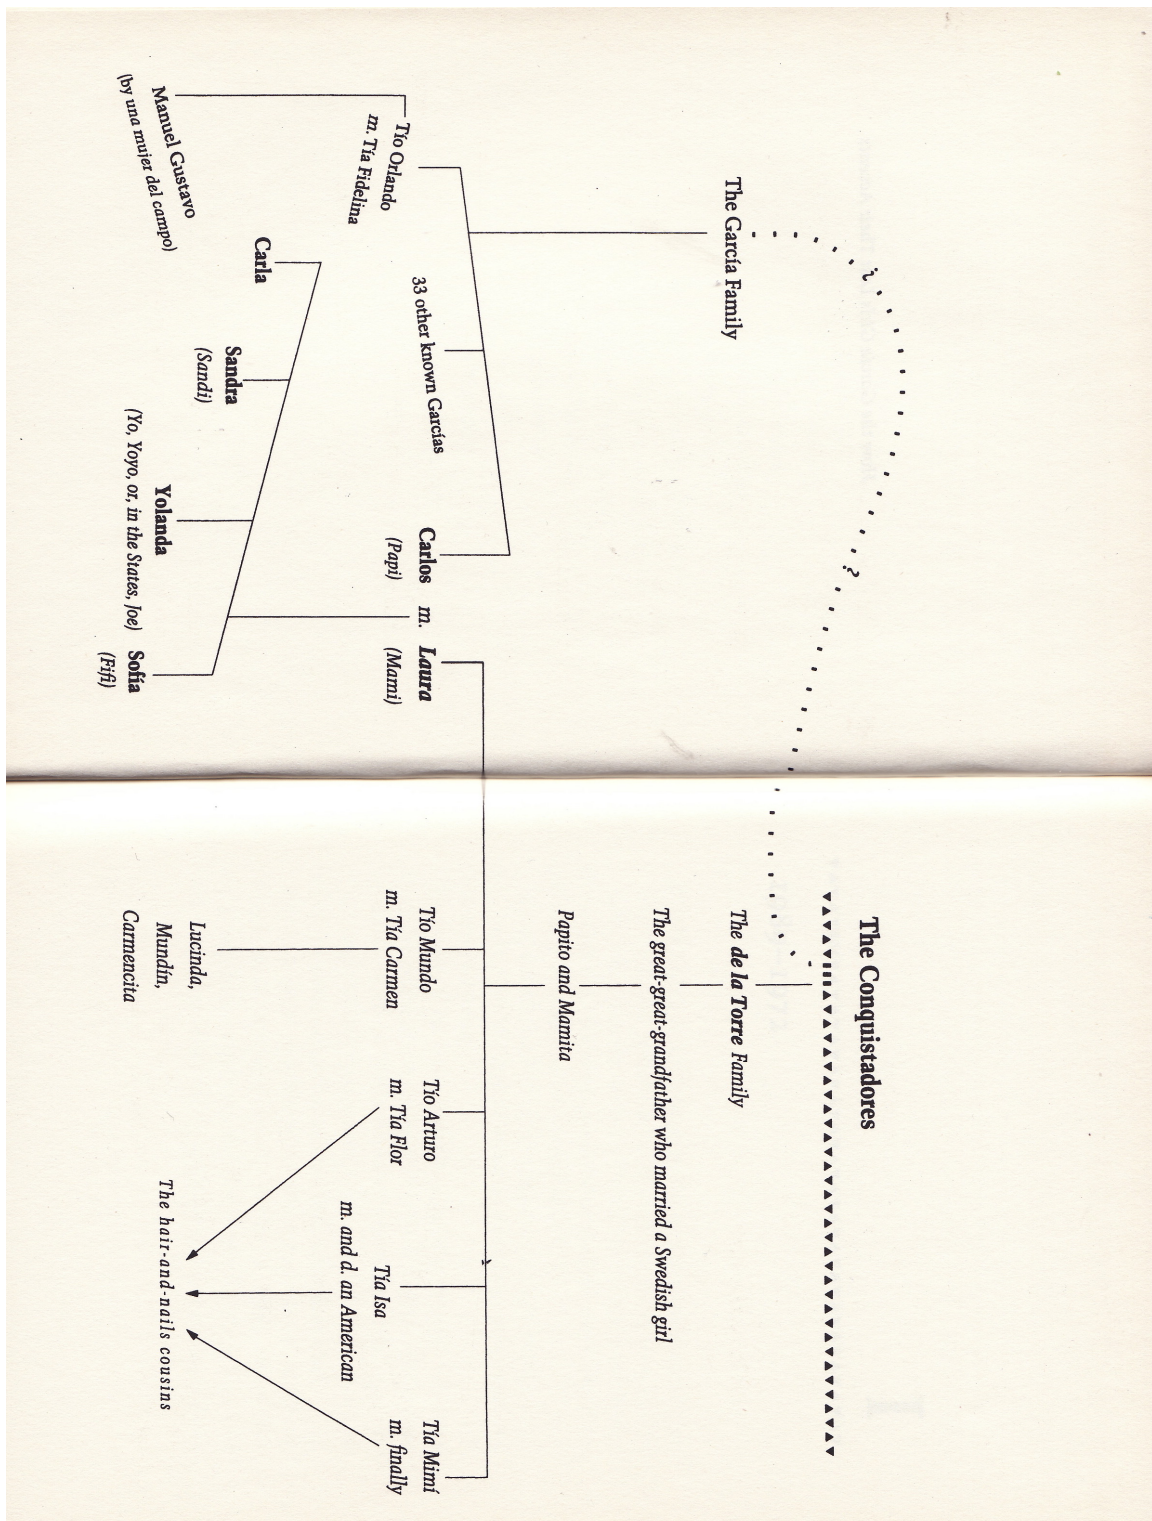 The Conquistadores
¿
?
The García Family
The de la Torre Family
The great-great-grandfather who married a Swedish girl
Papito and Mamita
Tío Orlando
m. Tía Fidelina
33 other known Garcías
Carlos
(Papi)
m.
Laura
(Mami)
Tío Mundo
m. Tía Carmen
Tío Arturo
m. Tía Flor
Tía Isa
m. and d. an American
Tía Mimí
m. finally
Manuel Gustavo
(by una mujer del campo)
Carla
Sandra
(Sandi)
Yolanda
(Yo, Yoyo, or, in the States, Joe)
Sofía
(Fifi)
Lucinda,
Mundín,
Carmencita
The hair-and-nails cousins